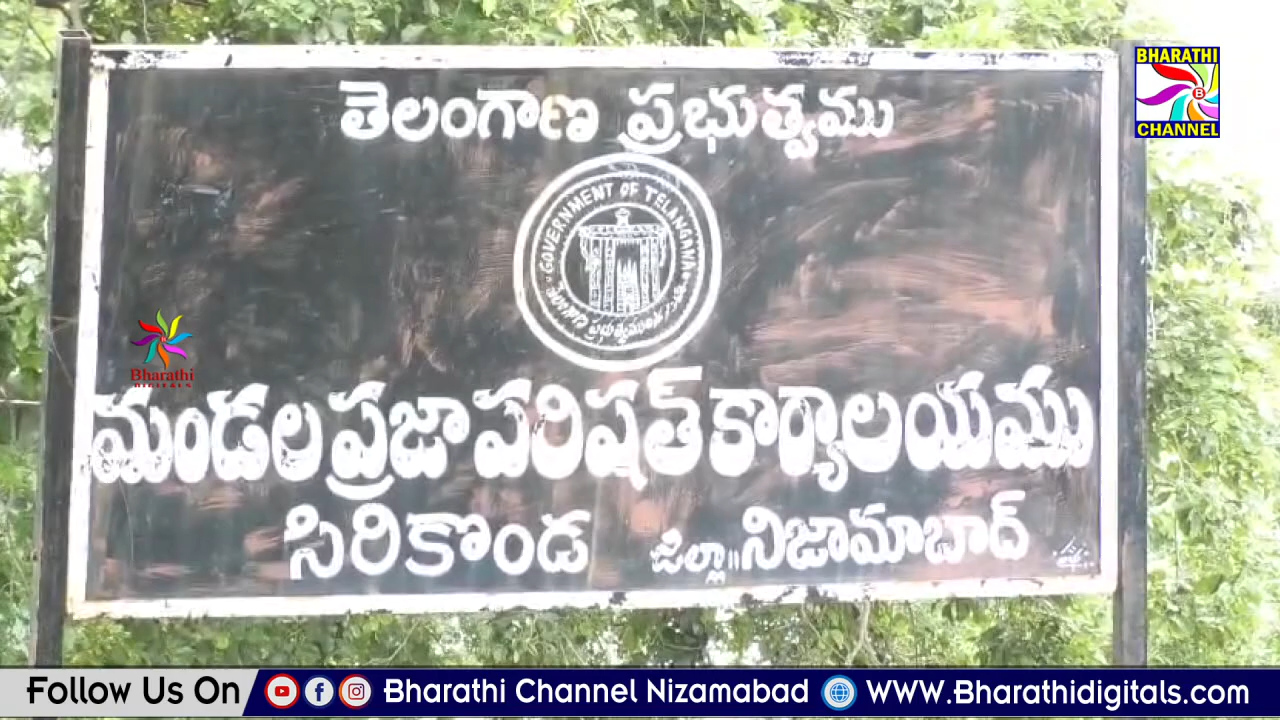 BHARATHI
CHANNEL
తెలంగాణ ప్రభుత్వము
GOVERNMENT OF TELANGANA
Bharathi
DIGITALS
మండల ప్రజా పరిషత్ కార్యాలయము
సిరికొండ జిల్లా॥ నిజామాబాద్
Follow Us On Bharathi Channel Nizamabad WWW.Bharathidigitals.com